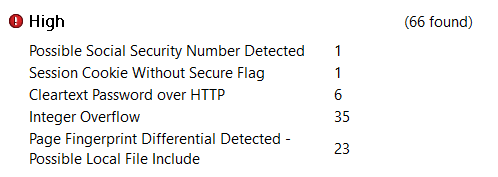 High (66 found)
Possible Social Security Number Detected 1
Session Cookie Without Secure Flag 1
Cleartext Password over HTTP 6
Integer Overflow 35
Page Fingerprint Differential Detected -
Possible Local File Include 23